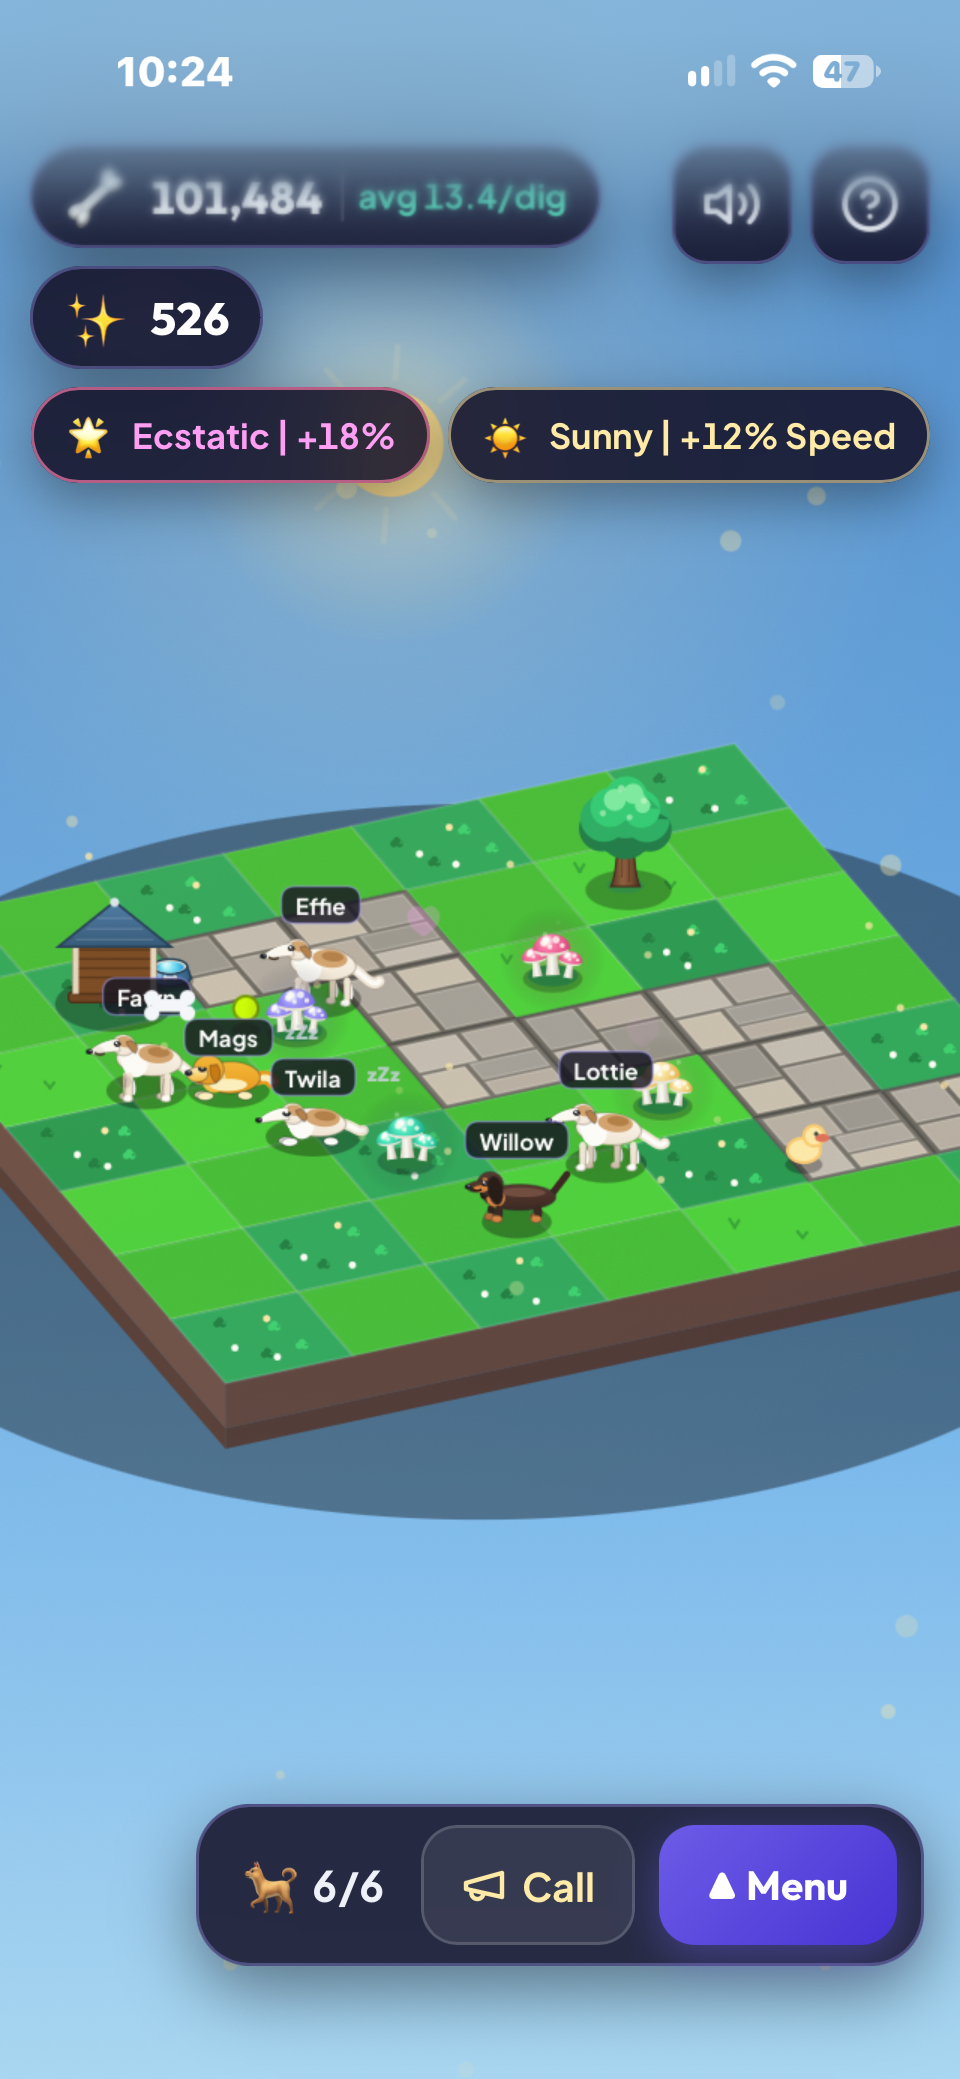 10:24
47
101,484
avg 13.4/dig
526
Ecstatic | +18%
Sunny | +12% Speed
Effie
Mags
zzz
Twila
zZz
Lottie
Willow
6/6
Call
Menu